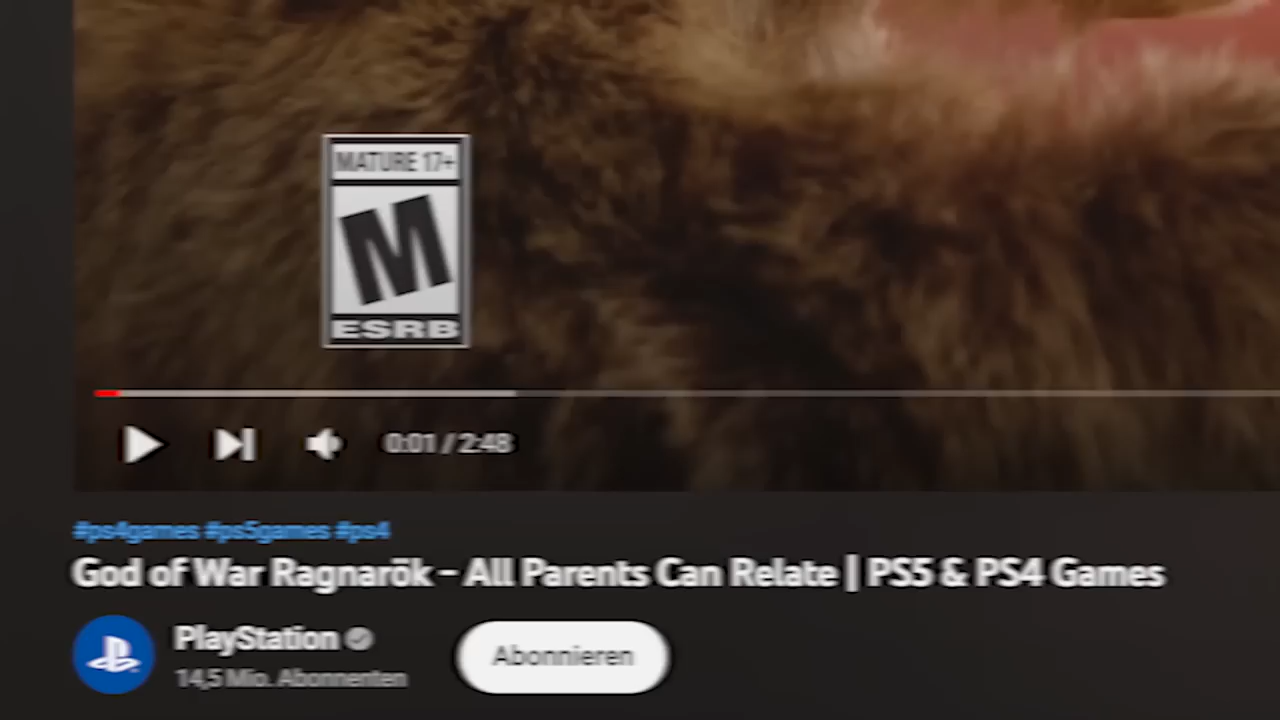 MATURE 17+
M
ESRB
0:01 / 2:48
#ps4games #ps5games #ps4
God of War Ragnarök - All Parents Can Relate | PS5 & PS4 Games
PlayStation
14,5 Mio. Abonnenten
Abonnieren